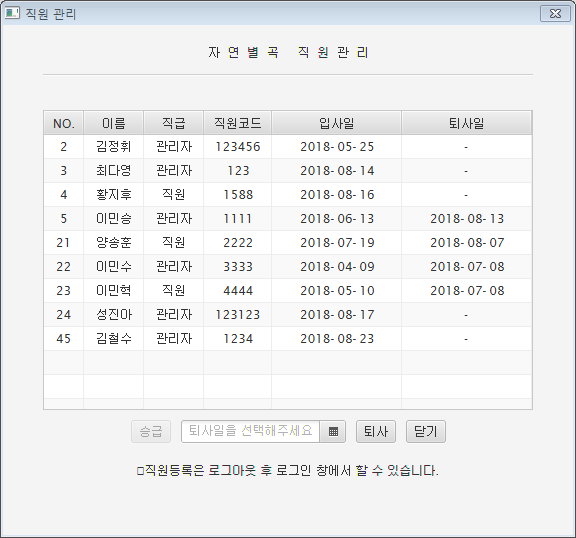 직원 관리
자 연 별 곡 직 원 관 리
NO. 이름 직급 직원코드 입사일 퇴사일
2 김정휘 관리자 123456 2018-05-25 -
3 최다영 관리자 123 2018-08-14 -
4 황지후 직원 1588 2018-08-16 -
5 이민승 관리자 1111 2018-06-13 2018-08-13
21 양송훈 직원 2222 2018-07-19 2018-08-07
22 이민수 관리자 3333 2018-04-09 2018-07-08
23 이민혁 직원 4444 2018-05-10 2018-07-08
24 성진아 관리자 123123 2018-08-17 -
45 김철수 관리자 1234 2018-08-23 -
승급 퇴사일을 선택해주세요 퇴사 닫기
□직원등록은 로그아웃 후 로그인 창에서 할 수 있습니다.